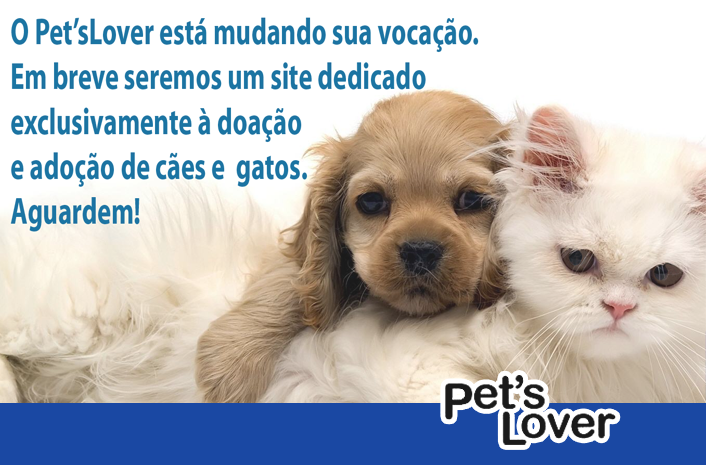 O Pet'sLover está mudando sua vocação.
Em breve seremos um site dedicado
exclusivamente à doação
e adoção de cães e gatos.
Aguardem!
Pet's
Lover